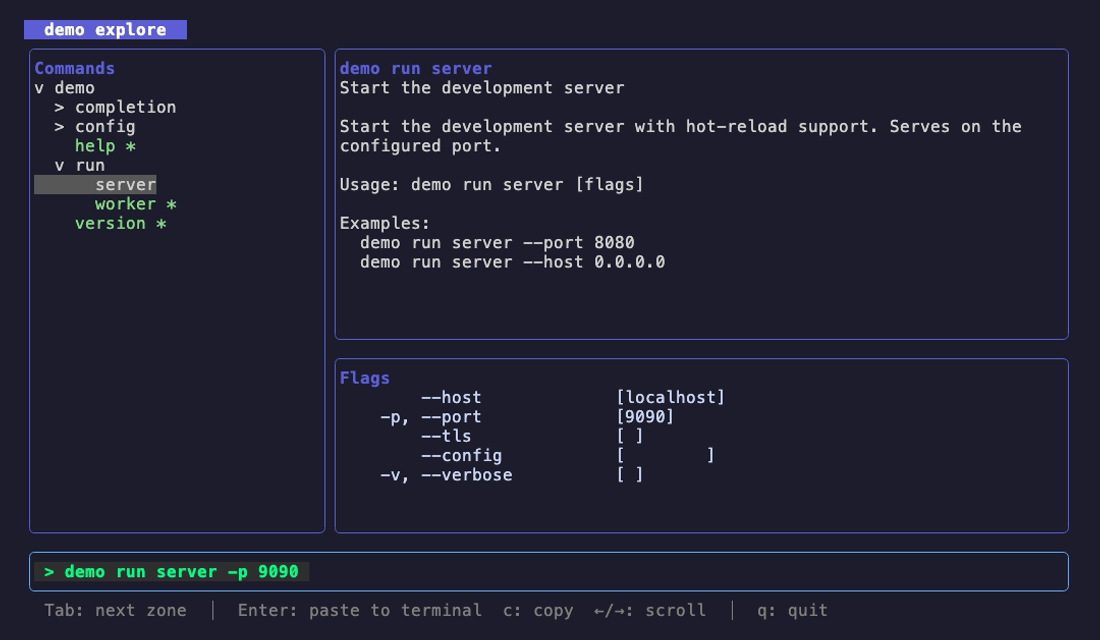 demo explore
Commands
v demo
> completion
> config
help *
v run
server
worker *
version *
demo run server
Start the development server
Start the development server with hot-reload support. Serves on the
configured port.
Usage: demo run server [flags]
Examples:
demo run server --port 8080
demo run server --host 0.0.0.0
Flags
--host [localhost]
-p, --port [9090]
--tls [ ]
--config [        ]
-v, --verbose [ ]
> demo run server -p 9090
Tab: next zone │ Enter: paste to terminal c: copy ←/→: scroll │ q: quit